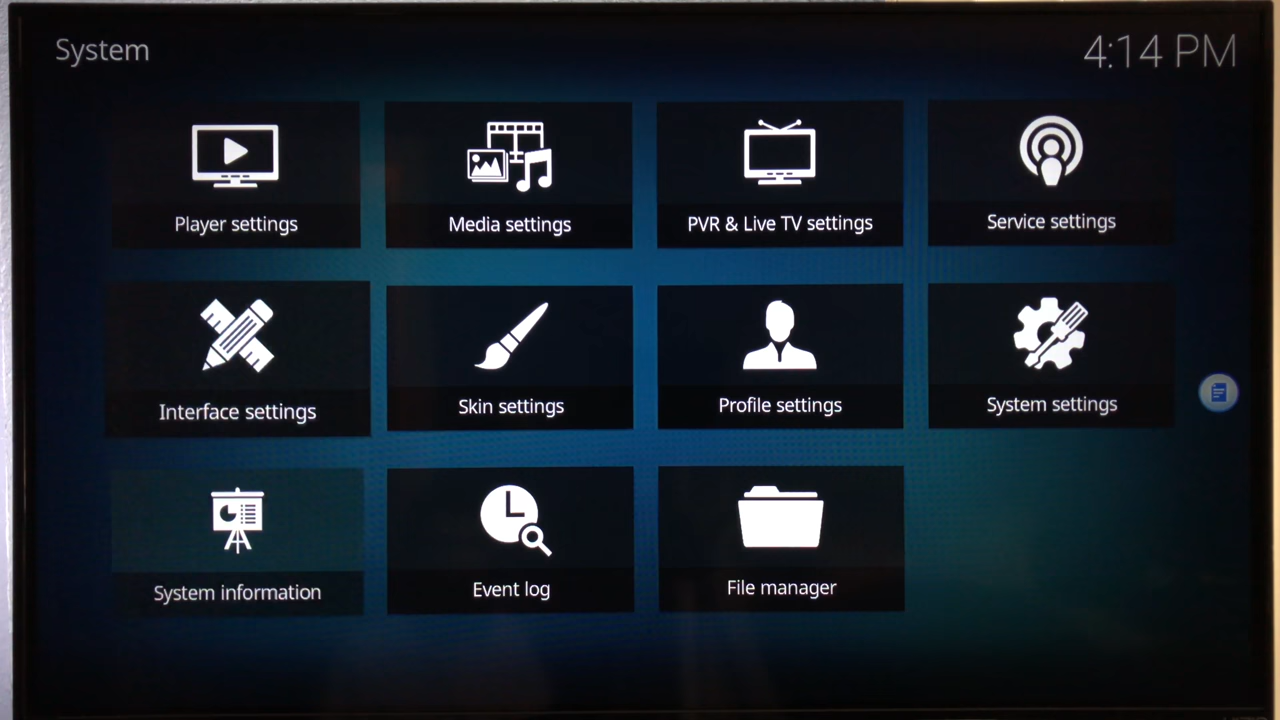 System
4:14 PM
Player settings
Media settings
PVR & Live TV settings
Service settings
Interface settings
Skin settings
Profile settings
System settings
System information
Event log
File manager